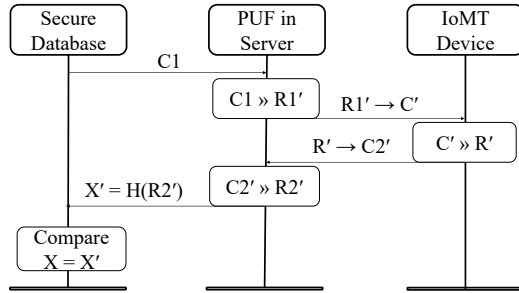 Secure
Database
PUF in
Server
IoMT
Device
C1
C1 » R1′
R1′ → C′
C′ » R′
R′ → C2′
C2′ » R2′
X′ = H(R2′)
Compare
X = X′